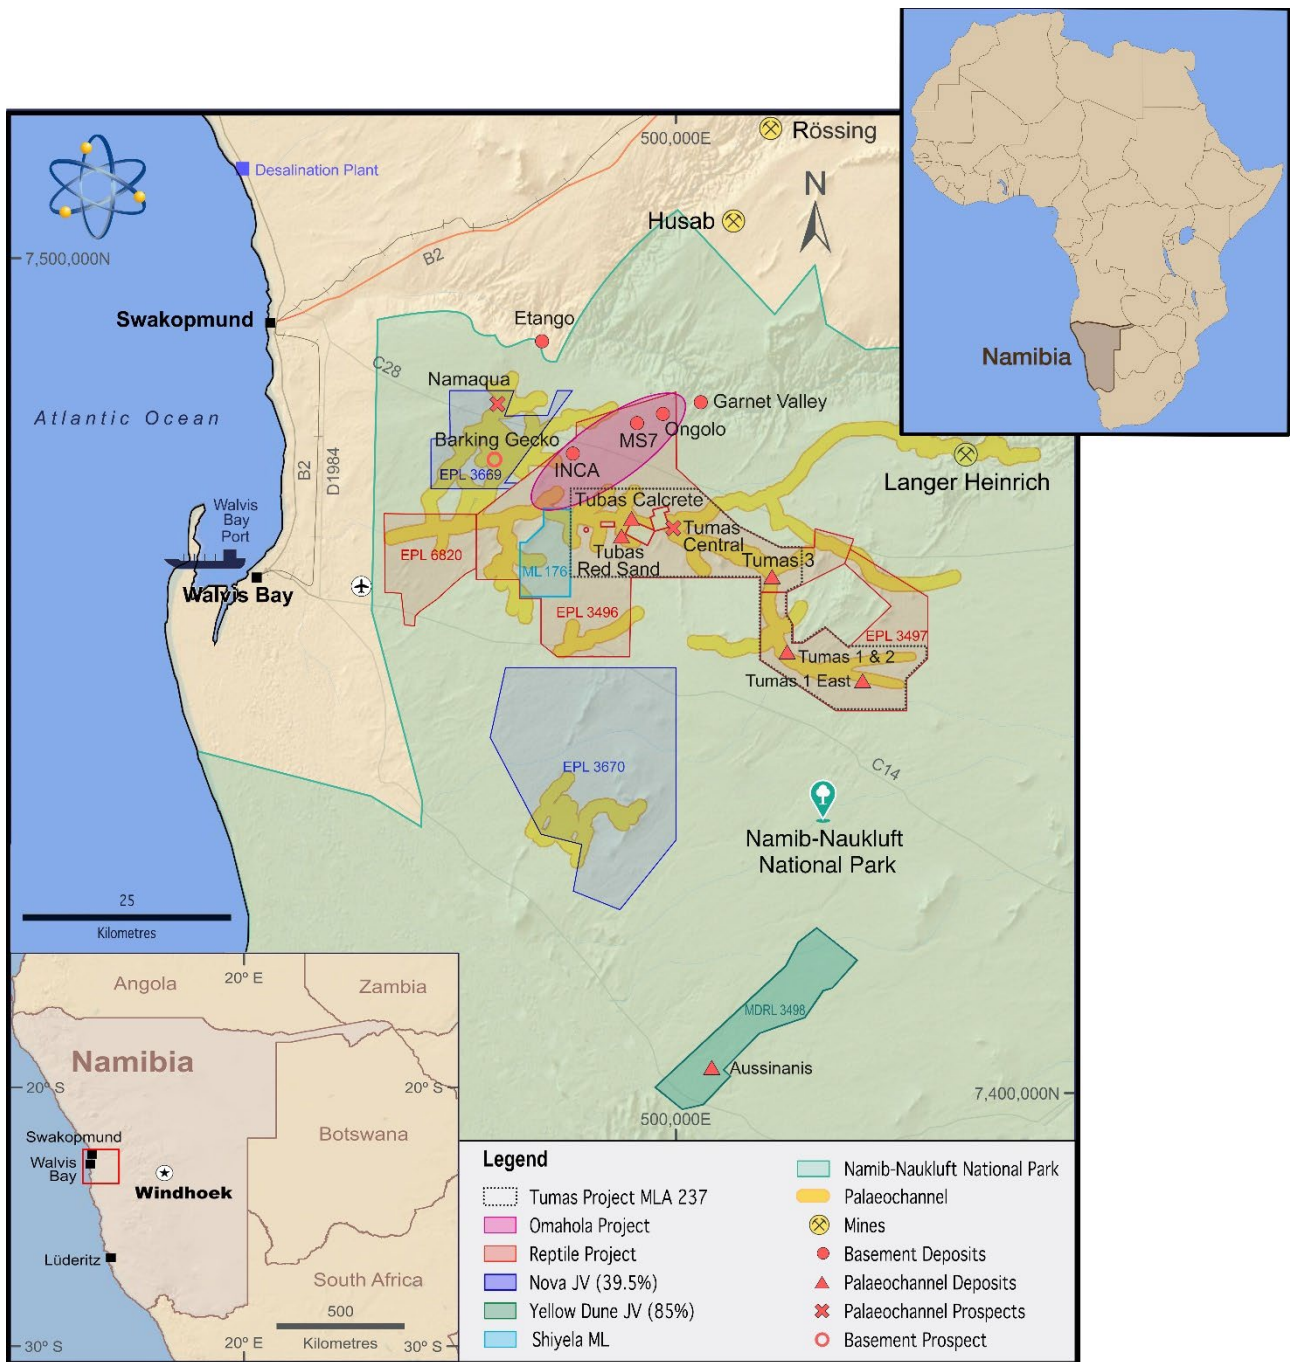 Namibia
500,000E
Rössing
N
Husab
Desalination Plant
B2
7,500,000N
Swakopmund
Etango
C28
Namaqua
Garnet Valley
Atlantic Ocean
Ongolo
MS7
Barking Gecko
INCA
EPL 3669
B2
D1984
Langer Heinrich
Walvis
Bay
Port
Tubas Calcrete
Tumas
Central
EPL 6820
Tubas
Red Sand
Tumas 3
ML 176
Walvis Bay
EPL 3496
EPL 3497
Tumas 1 & 2
Tumas 1 East
EPL 3670
C14
Namib-Naukluft
National Park
25
Kilometres
MDRL 3498
Aussinanis
7,400,000N
500,000E
Angola
20° E
Zambia
Namibia
20° S
20° S
Botswana
Swakopmund
Walvis
Bay
Windhoek
Lüderitz
South Africa
500
Kilometres
30° S
20° E
30° S
Legend
Tumas Project MLA 237
Omahola Project
Reptile Project
Nova JV (39.5%)
Yellow Dune JV (85%)
Shiyela ML
Namib-Naukluft National Park
Palaeochannel
Mines
Basement Deposits
Palaeochannel Deposits
Palaeochannel Prospects
Basement Prospect